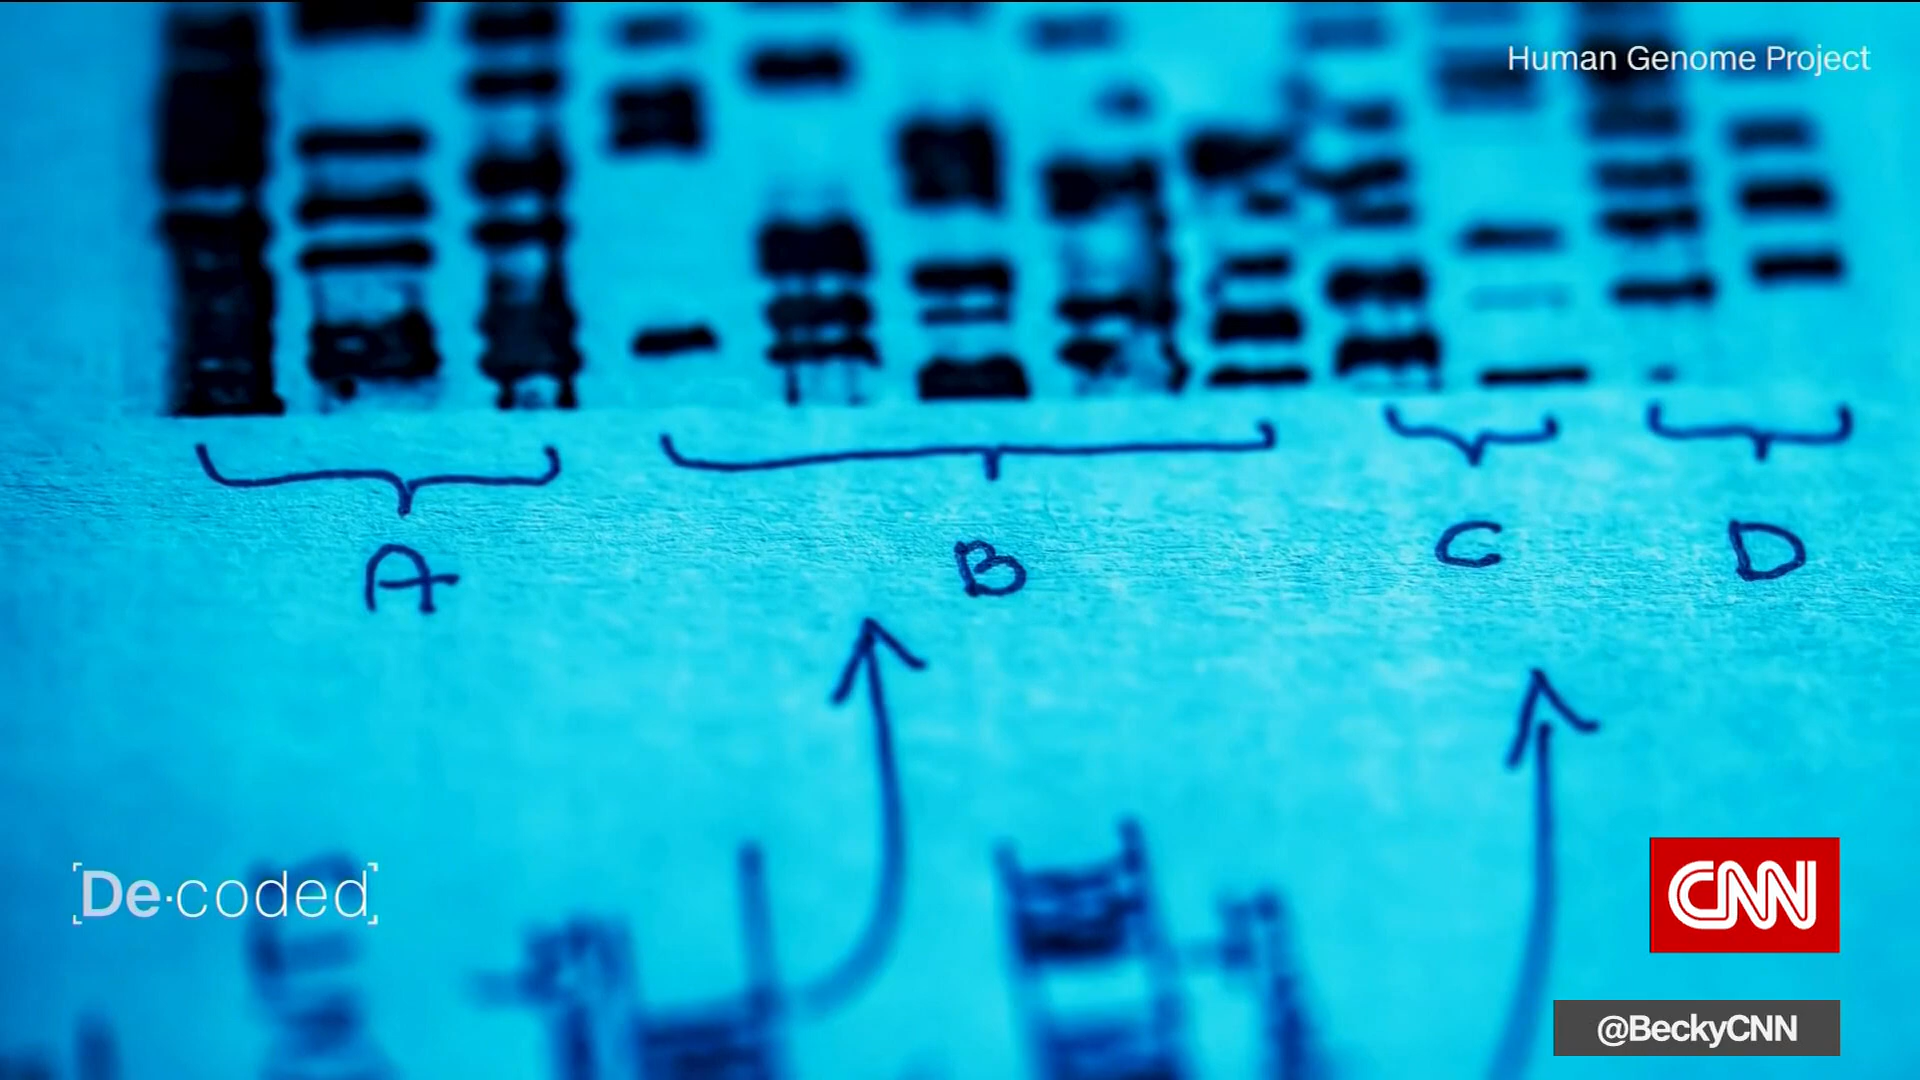 Human Genome Project
A
B
C
D
[De·coded]
CNN
@BeckyCNN